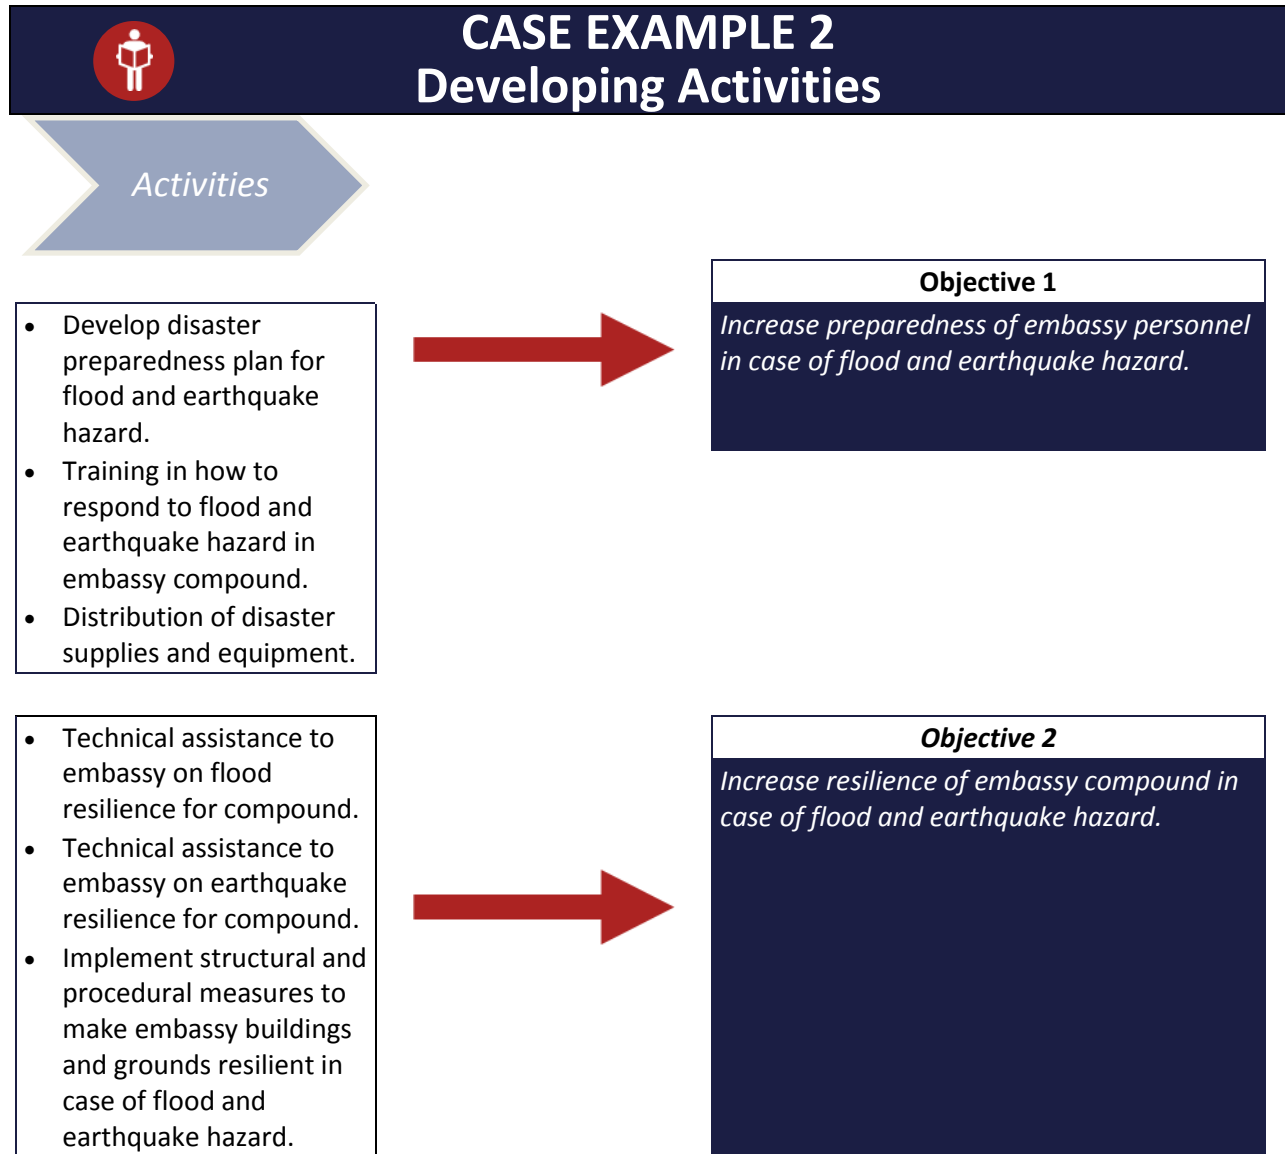 CASE EXAMPLE 2
Developing Activities
Activities
• Develop disaster
preparedness plan for
flood and earthquake
hazard.
• Training in how to
respond to flood and
earthquake hazard in
embassy compound.
• Distribution of disaster
supplies and equipment.
Objective 1
Increase preparedness of embassy personnel
in case of flood and earthquake hazard.
• Technical assistance to
embassy on flood
resilience for compound.
• Technical assistance to
embassy on earthquake
resilience for compound.
• Implement structural and
procedural measures to
make embassy buildings
and grounds resilient in
case of flood and
earthquake hazard.
Objective 2
Increase resilience of embassy compound in
case of flood and earthquake hazard.